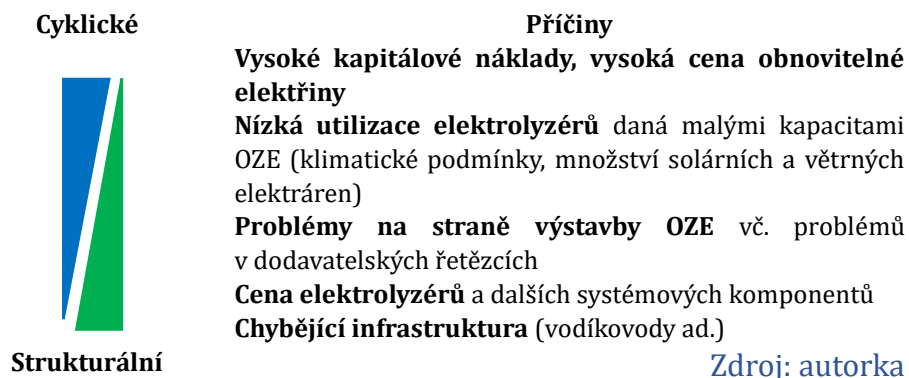 Cyklické
Příčiny
Vysoké kapitálové náklady, vysoká cena obnovitelné
elektřiny
Nízká utilizace elektrolyzérů daná malými kapacitami
OZE (klimatické podmínky, množství solárních a větrných
elektráren)
Problémy na straně výstavby OZE vč. problémů
v dodavatelských řetězcích
Cena elektrolyzérů a dalších systémových komponentů
Chybějící infrastruktura (vodíkovody ad.)
Strukturální
Zdroj: autorka